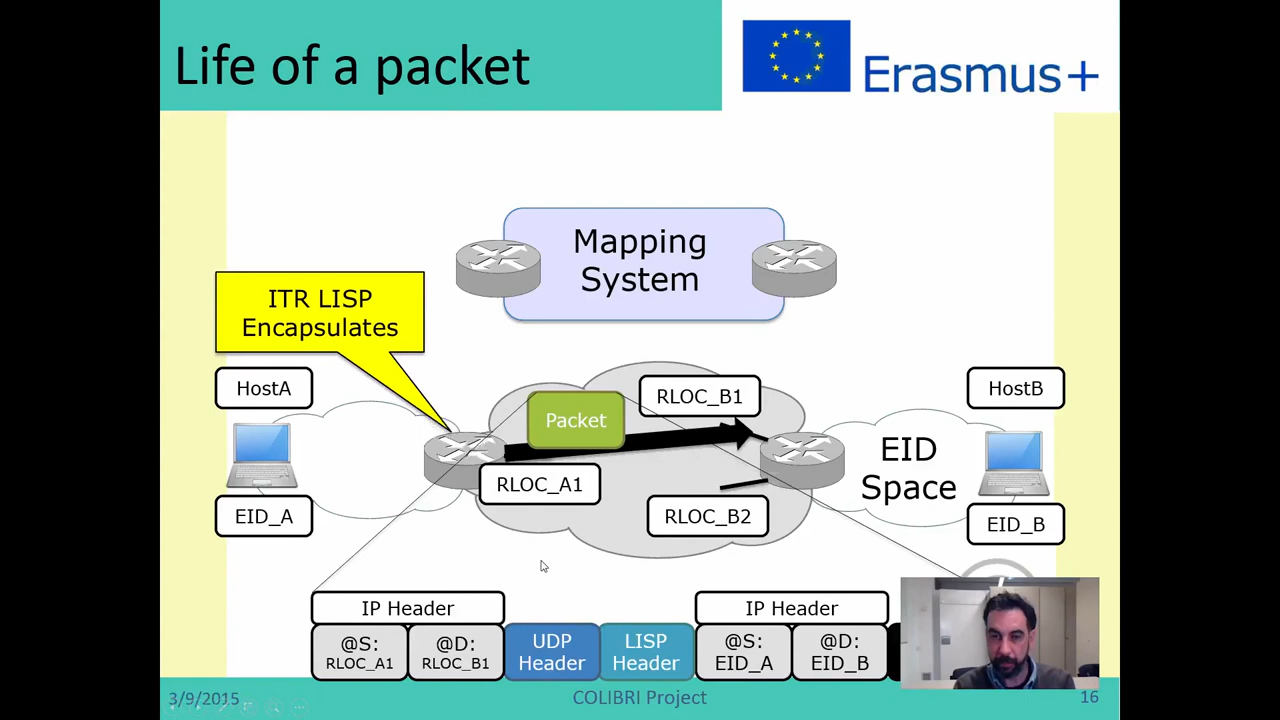 Life of a packet
Erasmus+
Mapping
System
ITR LISP
Encapsulates
HostA
RLOC_B1
HostB
Packet
EID
Space
RLOC_A1
EID_A
RLOC_B2
EID_B
IP Header
IP Header
@S:
RLOC_A1
@D:
RLOC_B1
UDP
Header
LISP
Header
@S:
EID_A
@D:
EID_B
3/9/2015
COLIBRI Project
16